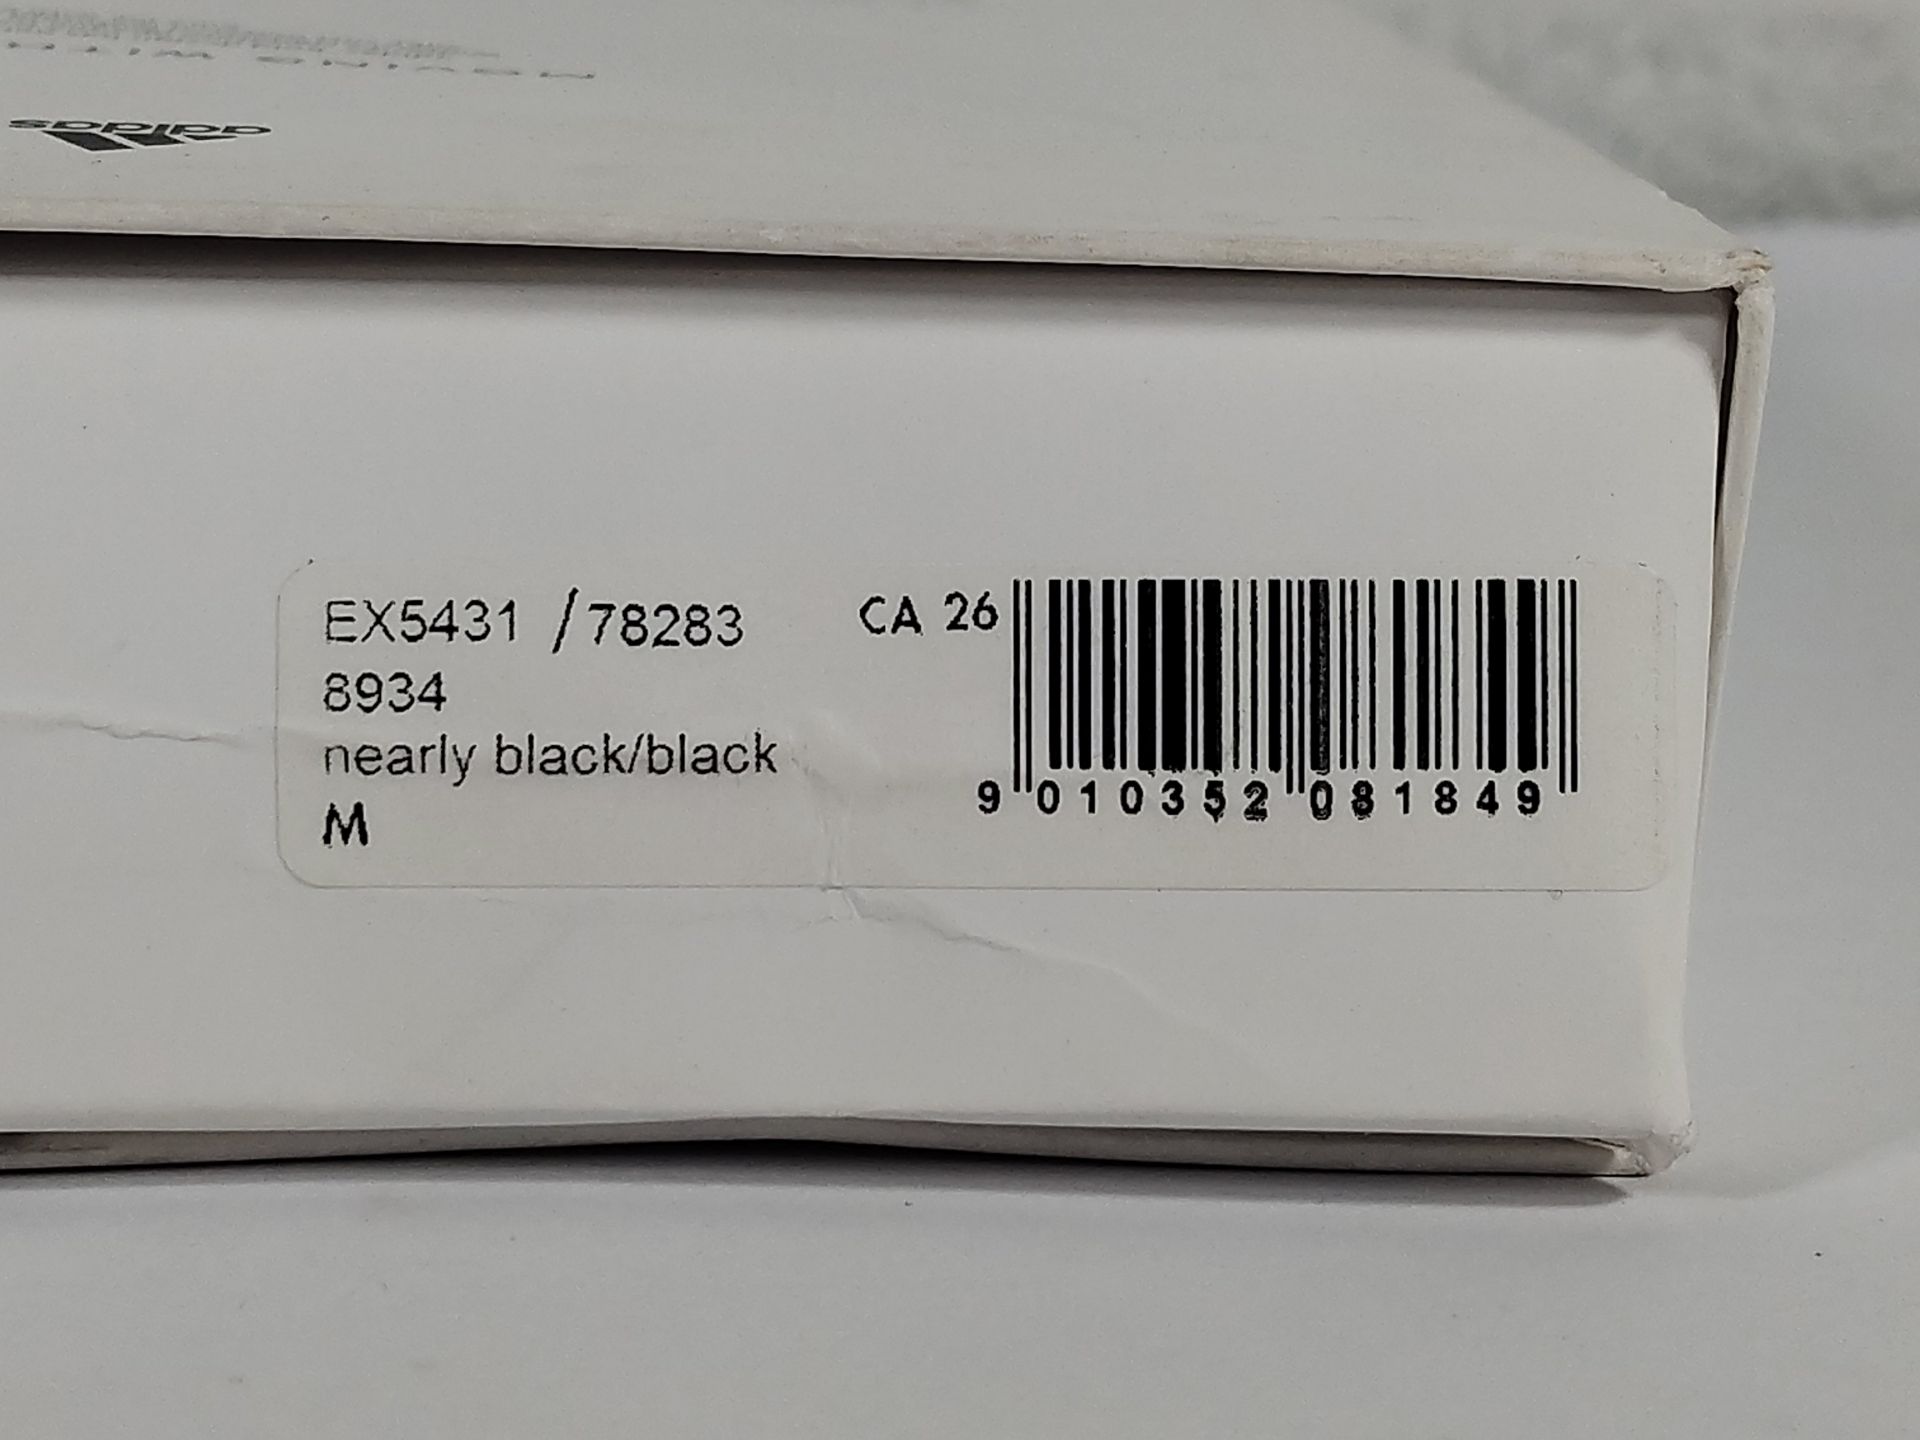 adidas
EX5431 /78283
8934
nearly black/black
M
CA 26
9 010352 081849